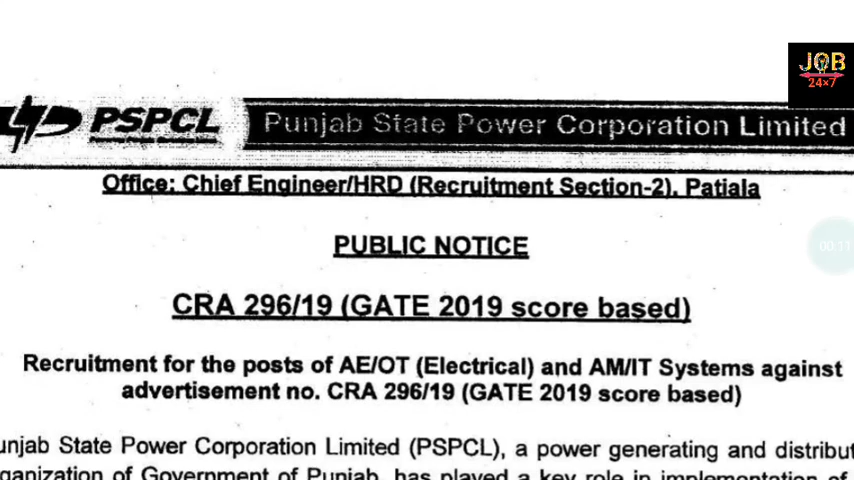 JOB
24×7
PSPCL
Punjab State Power Corporation Limited
Office: Chief Engineer/HRD (Recruitment Section-2), Patiala
PUBLIC NOTICE
00:11
CRA 296/19 (GATE 2019 score based)
Recruitment for the posts of AE/OT (Electrical) and AM/IT Systems against
advertisement no. CRA 296/19 (GATE 2019 score based)
unjab State Power Corporation Limited (PSPCL), a power generating and distribut
ganization of Government of Punjab, has played a key role in implementation of